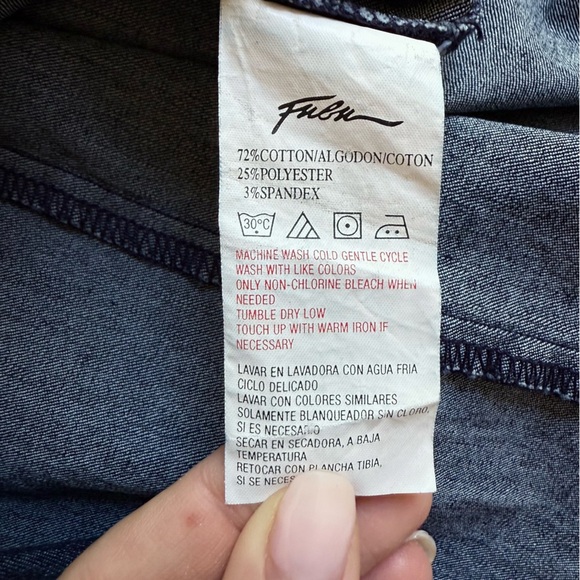 FUBU
72%COTTON/ALGODON/COTON
25%POLYESTER
3%SPANDEX
30°C
MACHINE WASH COLD GENTLE CYCLE
WASH WITH LIKE COLORS
ONLY NON-CHLORINE BLEACH WHEN
NEEDED
TUMBLE DRY LOW
TOUCH UP WITH WARM IRON IF
NECESSARY
LAVAR EN LAVADORA CON AGUA FRIA
CICLO DELICADO
LAVAR CON COLORES SIMILARES
SOLAMENTE BLANQUEADOR SIN CLORO,
SI ES NECESARIO
SECAR EN SECADORA, A BAJA
TEMPERATURA
RETOCAR CON PLANCHA TIBIA,
SI SE